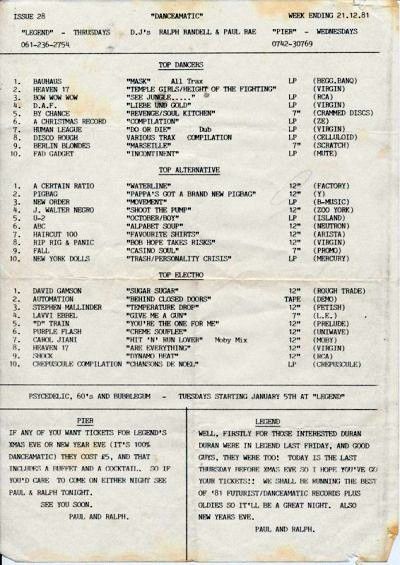 ISSUE 28 "DANCEAMATIC" WEEK ENDING 21.12.81
"LEGEND" - THRUSDAYS D.J's RALPH RANDELL & PAUL RAE "PIER" - WEDNESDAYS
061-236-2754 0742-30769
TOP DANCERS
1. BAUHAUS "MASK" All Trax LP (BEGG.BANQ)
2. HEAVEN 17 "TEMPLE GIRLS/HEIGHT OF THE FIGHTING" (VIRGIN)
3. BOW WOW WOW "SEE JUNGLE....." LP (RCA)
4. D.A.F. "LIEBE UND GOLD" LP (VIRGIN)
5. BY CHANCE "REVENGE/SOUL KITCHEN" 7" (CRAMMED DISCS)
6. A CHRISTMAS RECORD "COMPILATION" LP (ZE)
7. HUMAN LEAGUE "DO OR DIE" Dub LP (VIRGIN)
8. DISCO ROUGH VARIOUS TRAX COMPILATION LP (CELLULOID)
9. BERLIN BLONDES "MARSEILLE" 7" (SCRATCH)
10. FAD GADGET "INCONTINENT" LP (MUTE)
TOP ALTERNATIVE
1. A CERTAIN RATIO "WATERLINE" 12" (FACTORY)
2. PIGBAG "PAPPA'S GOT A BRAND NEW PIGBAG" 12" (Y)
3. NEW ORDER "MOVEMENT" LP (B-MUSIC)
4. J. WALTER NEGRO "SHOOT THE PUMP" 12" (ZOO YORK)
5. U-2 "OCTOBER/BOY" LP (ISLAND)
6. ABC "ALPHABET SOUP" 12" (NEUTRON)
7. HAIRCUT 100 "FAVOURITE SHIRTS" 12" (ARISTA)
8. HIP RIG & PANIC "BOB HOPE TAKES RISKS" 12" (VIRGIN)
9. FALL "CASINO SOUL" 7" (PROMO)
10. NEW YORK DOLLS "TRASH/PERSONALITY CRISIS" LP (MERCURY)
TOP ELECTRO
1. DAVID GAMSON "SUGAR SUGAR" 12" (ROUGH TRADE)
2. AUTOMATION "BEHIND CLOSED DOORS" TAPE (DEMO)
3. STEPHEN MALLINDER "TEMPERATURE DROP" 12" (FETISH)
4. LAVVI EBBEL "GIVE ME A GUN" 7" (L.E.)
5. "D" TRAIN "YOU'RE THE ONE FOR ME" 12" (PRELUDE)
6. PURPLE FLASH "CREME SOUFLEE" 12" (UNIWAVE)
7. CAROL JIANI "HIT 'N' RUN LOVER" Moby Mix 12" (MOBY)
8. HEAVEN 17 "ARE EVERYTHING" 12" (VIRGIN)
9. SHOCK "DYNAMO BEAT" 12" (RCA)
10. CREPUSCULE COMPILATION "CHANSONS DE NOEL" LP (CREPUSCULE)
PSYCEDELIC, 60's AND BUBBLEGUM - TUESDAYS STARTING JANUARY 5TH AT "LEGEND"
PIER
IF ANY OF YOU WANT TICKETS FOR LEGEND'S
XMAS EVE OR NEW YEAR EVE (IT'S 100%
DANCEAMATIC) THEY COST £5, AND THAT
INCLUDES A BUFFET AND A COCKTAIL. SO IF
YOU'D CARE TO COME ON EITHER NIGHT SEE
PAUL & RALPH TONIGHT.
SEE YOU SOON.
PAUL AND RALPH.
LEGEND
WELL, FIRSTLY FOR THOSE INTERESTED DURAN
DURAN WERE IN LEGEND LAST FRIDAY, AND GOOD
GUYS, THEY WERE TOO! TODAY IS THE LAST
THURSDAY BEFORE XMAS EVE SO I HOPE YOU'VE GO
YOUR TICKETS!! WE SHALL BE RUNNING THE BEST
OF '81 FUTURIST/DANCEAMATIC RECORDS PLUS
OLDIES SO IT'LL BE A GREAT NIGHT. ALSO
NEW YEARS EVE.
PAUL AND RALPH.